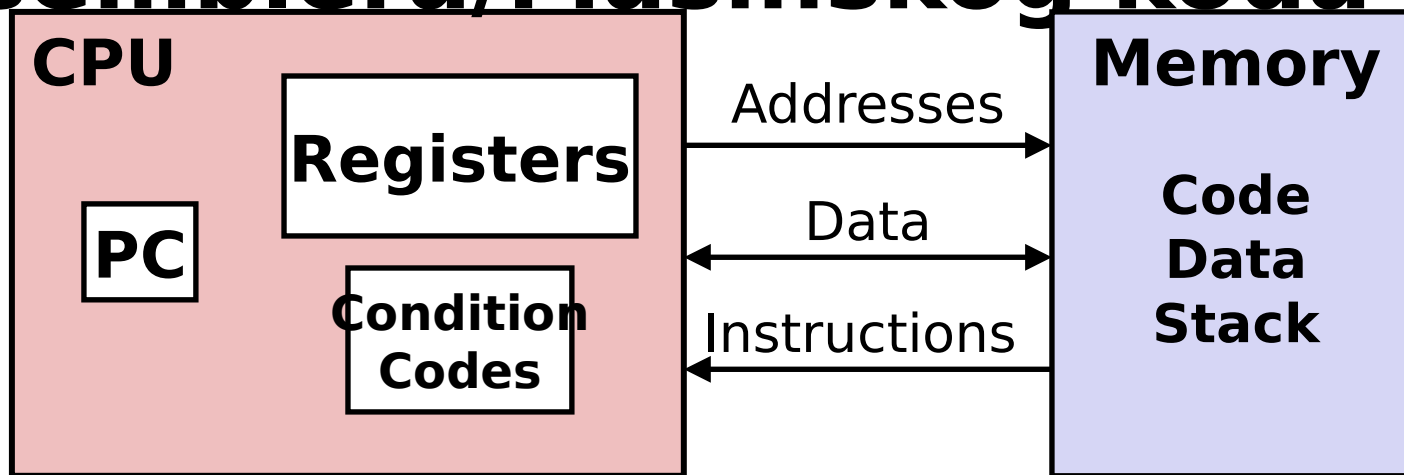 CPU
Memory
Registers
Addresses
Code
Data
PC
Data
Condition
Codes
Stack
Instructions